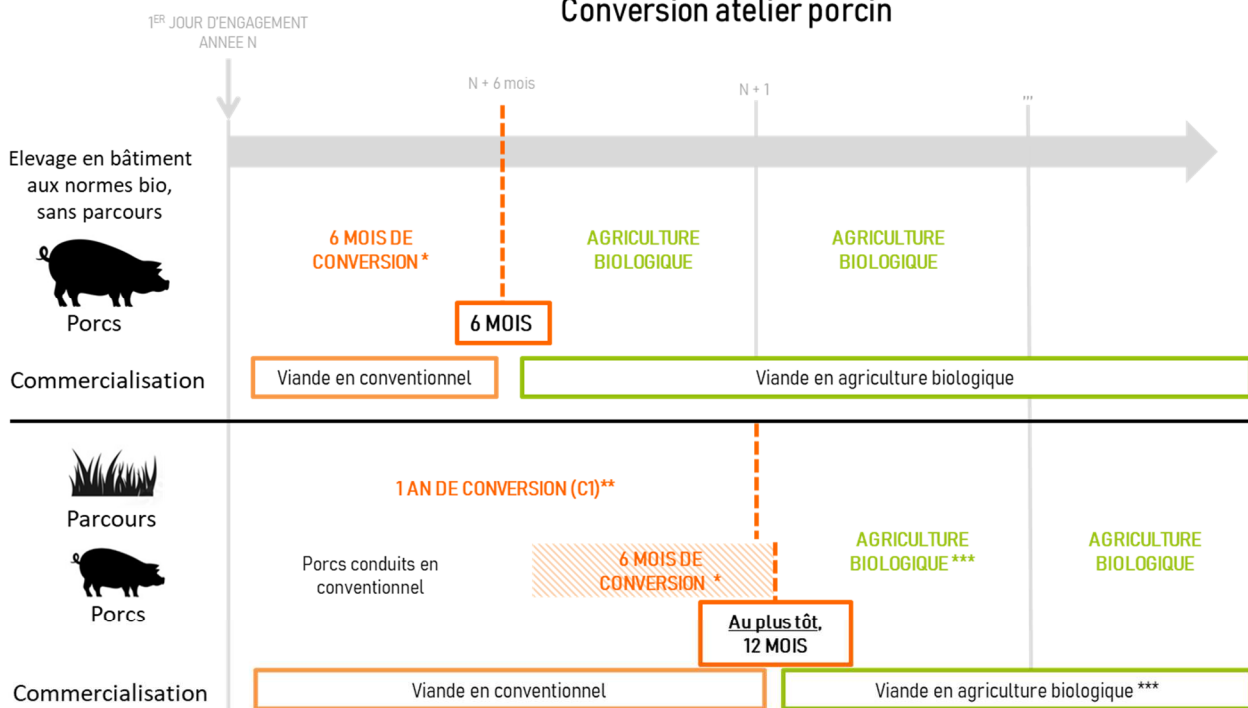 Conversion atelier porcin
1ER JOUR D'ENGAGEMENT
ANNEE N
N + 6 mois
N + 1
,,,
Elevage en bâtiment
aux normes bio,
sans parcours
Porcs
6 MOIS DE
CONVERSION *
AGRICULTURE
BIOLOGIQUE
AGRICULTURE
BIOLOGIQUE
6 MOIS
Commercialisation
Viande en conventionnel
Viande en agriculture biologique
Parcours
1 AN DE CONVERSION (C1)**
Porcs
Porcs conduits en
conventionnel
6 MOIS DE
CONVERSION *
AGRICULTURE
BIOLOGIQUE ***
AGRICULTURE
BIOLOGIQUE
Au plus tôt,
12 MOIS
Commercialisation
Viande en conventionnel
Viande en agriculture biologique ***